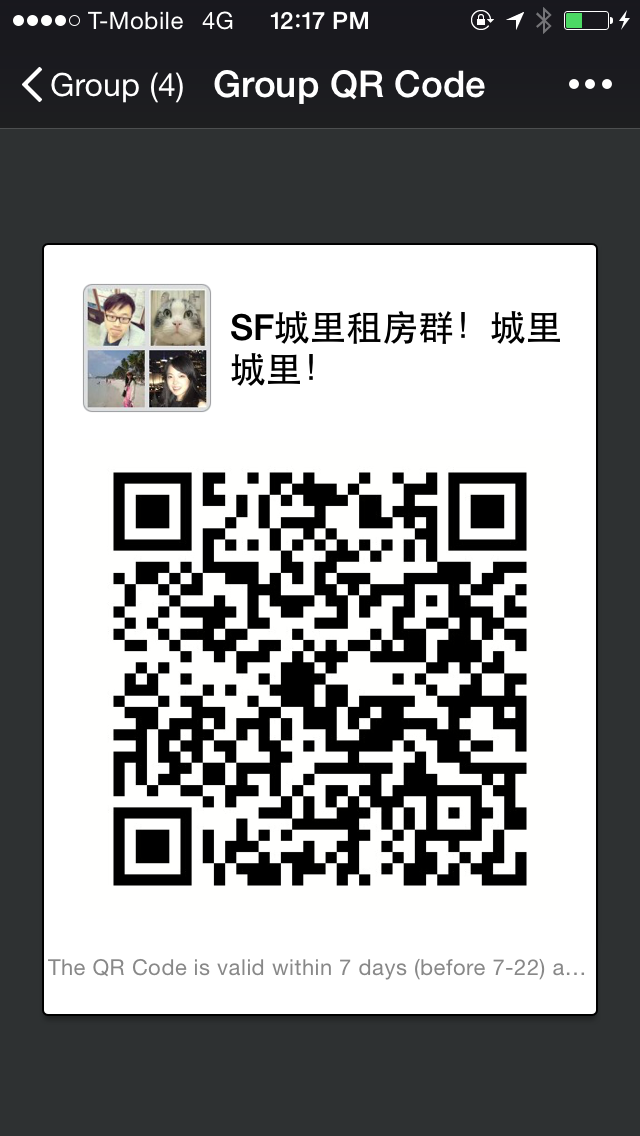 T-Mobile 4G 12:17 PM
Group (4) Group QR Code
SF城里租房群！城里
城里！
The QR Code is valid within 7 days (before 7-22) a...